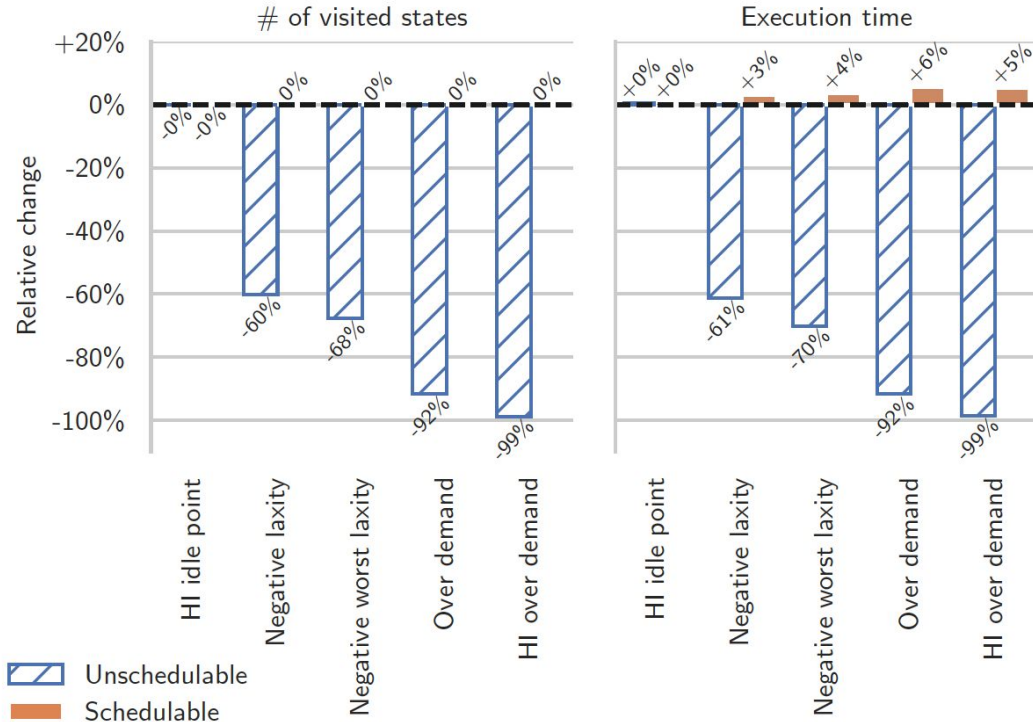 # of visited states
Execution time
Relative change
+20%
0%
-20%
-40%
-60%
-80%
-100%
-0%
-0%
-60%
0%
-68%
0%
-92%
0%
-99%
0%
+0%
+0%
-61%
+3%
-70%
+4%
-92%
+6%
-99%
+5%
HI idle point
Negative laxity
Negative worst laxity
Over demand
HI over demand
HI idle point
Negative laxity
Negative worst laxity
Over demand
HI over demand
Unschedulable
Schedulable